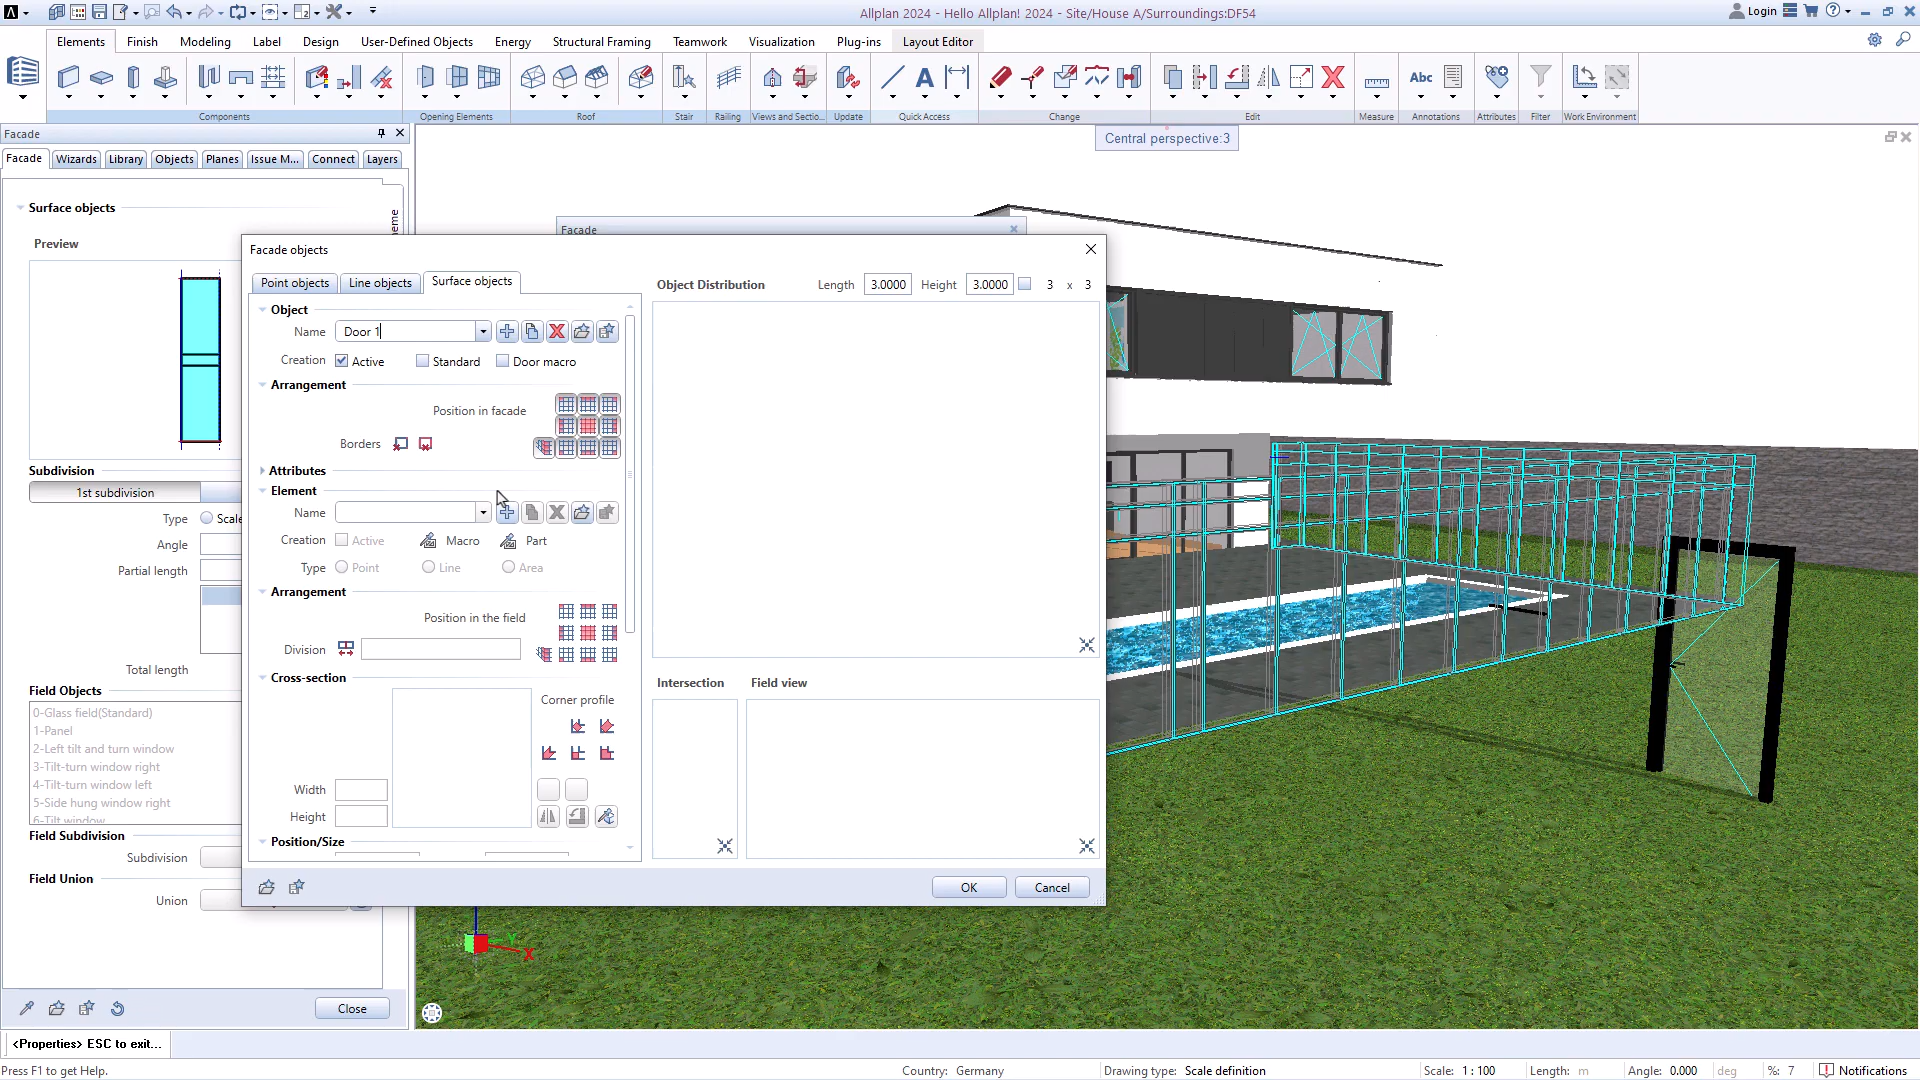 Allplan 2024 - Hello Allplan! 2024 - Site/House A/Surroundings:DF54
Login
Elements Finish Modeling Label Design User-Defined Objects Energy Structural Framing Teamwork Visualization Plug-ins Layout Editor
Abc
Components Opening Elements Roof Stair Railing Views and Sectio... Update Quick Access Change Edit Measure Annotations Attributes Filter Work Environment
Facade
Central perspective:3
Facade Wizards Library Objects Planes Issue M... Connect Layers
Surface objects
Preview
Subdivision
1st subdivision
Type Scale
Angle
Partial length
Total length
Field Objects
0-Glass field(Standard)
1-Panel
2-Left tilt and turn window
3-Tilt-turn window right
4-Tilt-turn window left
5-Side hung window right
6-Tilt window
Field Subdivision
Subdivision
Field Union
Union
Close
Facade
Facade objects
Point objects Line objects Surface objects
Object Distribution Length 3.0000 Height 3.0000 3 x 3
Object
Name Door 1
Creation Active Standard Door macro
Arrangement
Position in facade
Borders
Attributes
Element
Name
Creation Active Macro Part
Type Point Line Area
Arrangement
Position in the field
Division
Cross-section
Corner profile
Width
Height
Position/Size
Intersection Field view
OK Cancel
X
<Properties> ESC to exit...
Press F1 to get Help.
Country: Germany
Drawing type: Scale definition
Scale: 1 : 100
Length: m
Angle: 0.000 deg
%: 7
Notifications